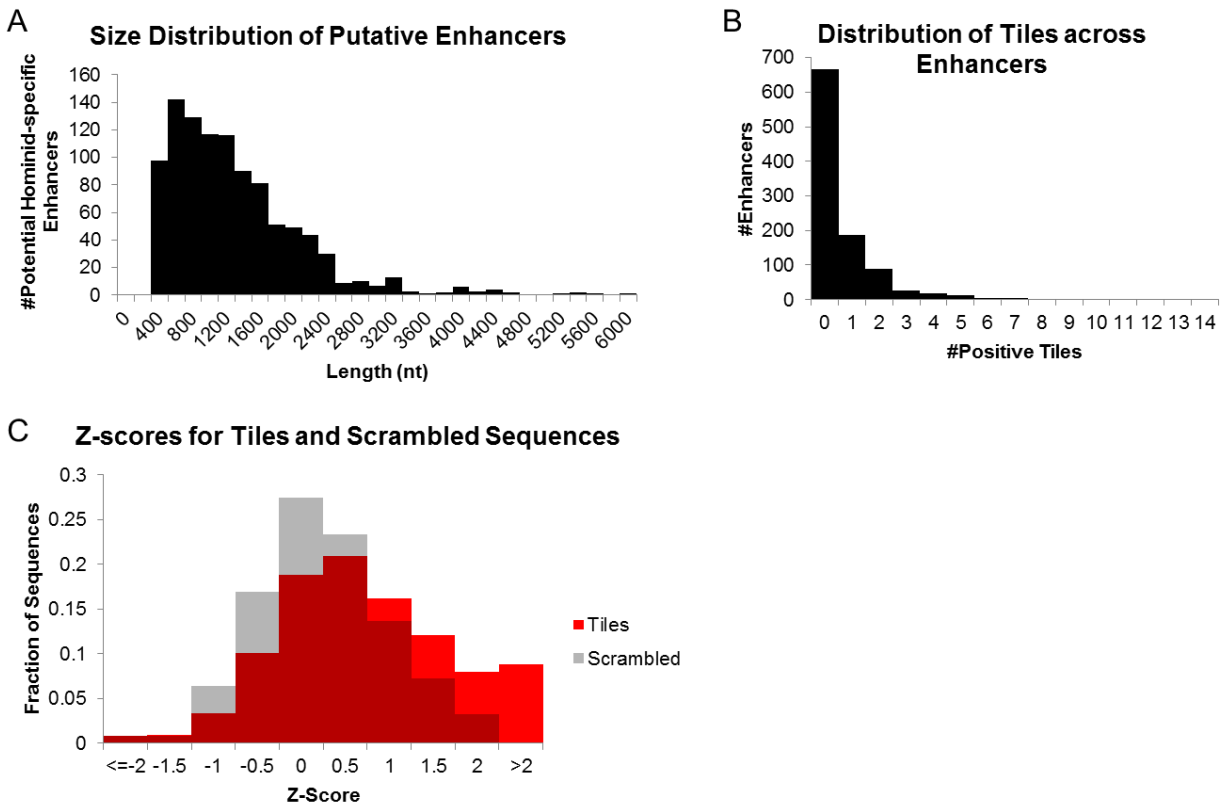 A
Size Distribution of Putative Enhancers
#Potential Hominid-specific
Enhancers
160
140
120
100
80
60
40
20
0
0 400 800 1200 1600 2000 2400 2800 3200 3600 4000 4400 5200 5600 6000
Length (nt)
B
Distribution of Tiles across
Enhancers
#Enhancers
700
600
500
400
300
200
100
0
0 1 2 3 4 5 6 7 8 9 10 11 12 13 14
#Positive Tiles
C
Z-scores for Tiles and Scrambled Sequences
Fraction of Sequences
0.3
0.25
0.2
0.15
0.1
0.05
0
<=-2 -1.5 -1 -0.5 0 0.5 1 1.5 2 >2
Z-Score
Tiles
Scrambled